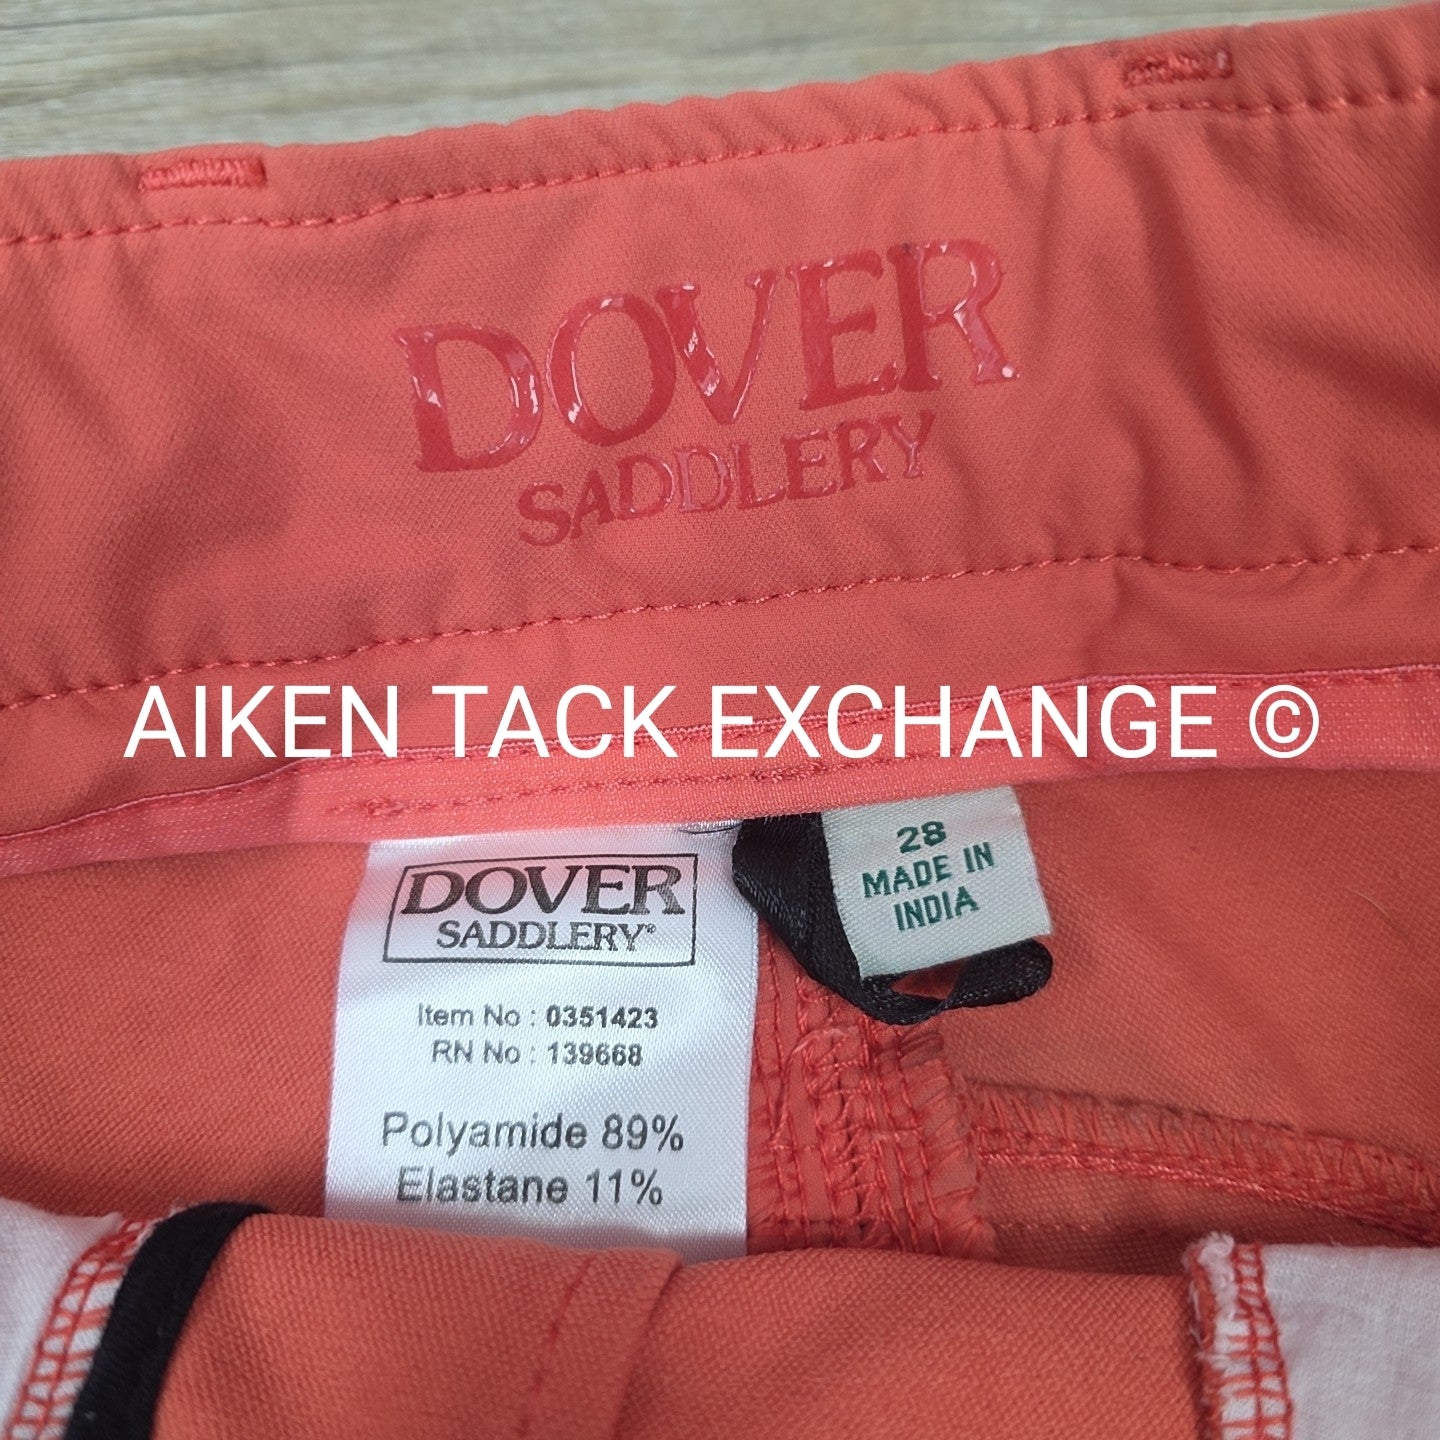 DOVER
SADDLERY
AIKEN TACK EXCHANGE ©
28
MADE IN
INDIA
DOVER
SADDLERY®
Item No : 0351423
RN No : 139668
Polyamide 89%
Elastane 11%